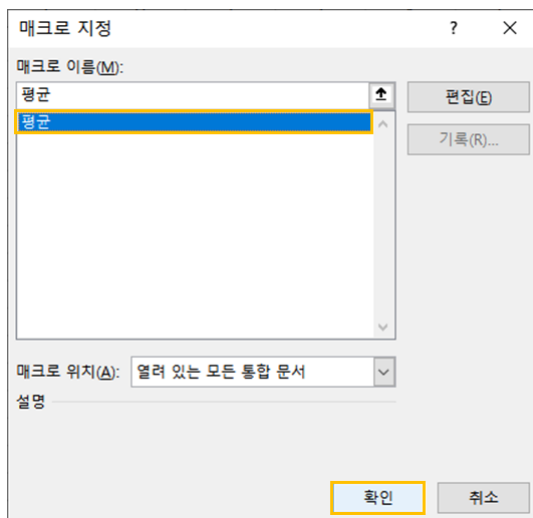 매크로 지정 ? ×
매크로 이름(M):
평균
편집(E)
평균
기록(R)...
매크로 위치(A): 열려 있는 모든 통합 문서
설명
확인 취소